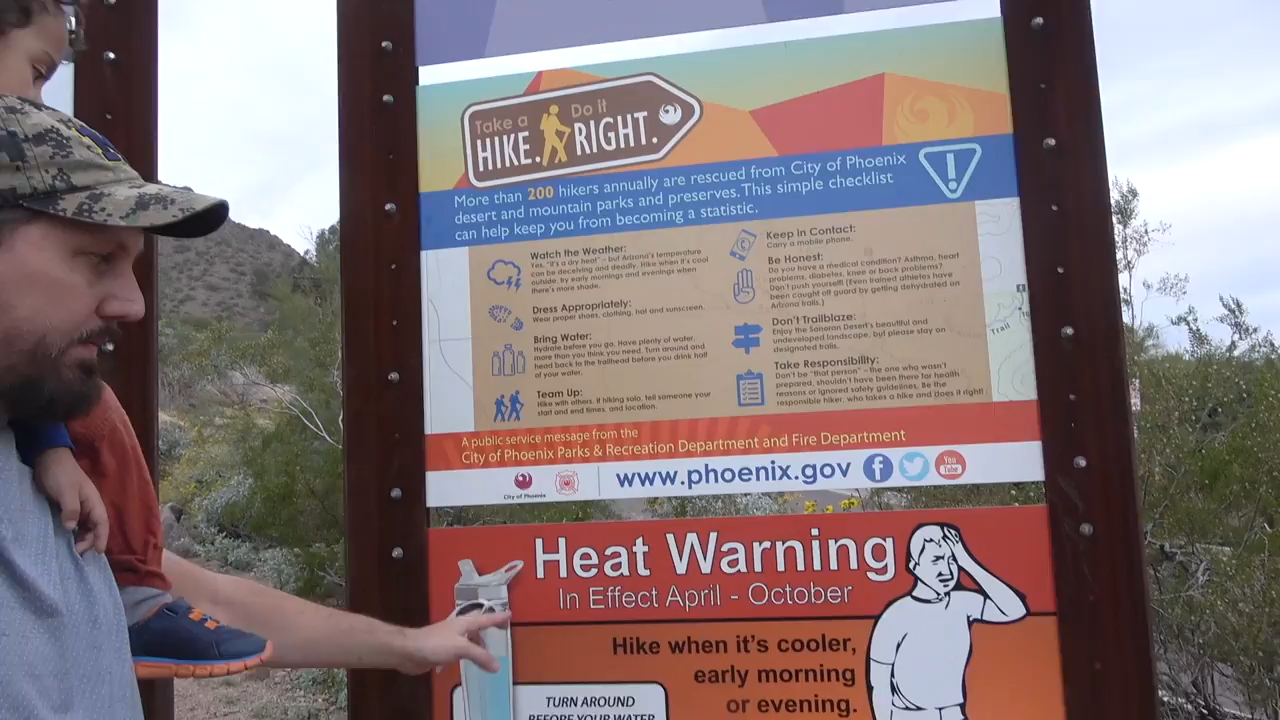 Take a Do it
HIKE. RIGHT.
More than 200 hikers annually are rescued from City of Phoenix
desert and mountain parks and preserves. This simple checklist
can help keep you from becoming a statistic.
Watch the Weather:
Yes, "it's a dry heat" – but Arizona's temperature
can be deceiving and deadly. Hike when it's cool
outside, try early mornings and evenings when
there's more shade.
Dress Appropriately:
Wear proper shoes, clothing, hat and sunscreen.
Bring Water:
Hydrate before you go. Have plenty of water,
more than you think you need. Turn around and
head back to the trailhead before you drink half
of your water.
Team Up:
Hike with others. If hiking solo, tell someone your
start and end times, and location.
Keep in Contact:
Carry a mobile phone.
Be Honest:
Do you have a medical condition? Asthma, heart
problems, diabetes, knee or back problems?
Don't push yourself! (Even trained athletes have
been caught off guard by getting dehydrated on
Arizona trails.)
Don't Trailblaze:
Enjoy the Sonoran Desert's beautiful and
undeveloped landscape, but please stay on
designated trails.
Take Responsibility:
Don't be "that person" – the one who wasn't
prepared, shouldn't have been there for health
reasons or ignored safety guidelines. Be the
responsible hiker, who takes a hike and does it right!
Trail
A public service message from the
City of Phoenix Parks & Recreation Department and Fire Department
City of Phoenix
www.phoenix.gov
You
Tube
Heat Warning
In Effect April - October
Hike when it's cooler,
early morning
or evening.
TURN AROUND
BEFORE YOUR WATER